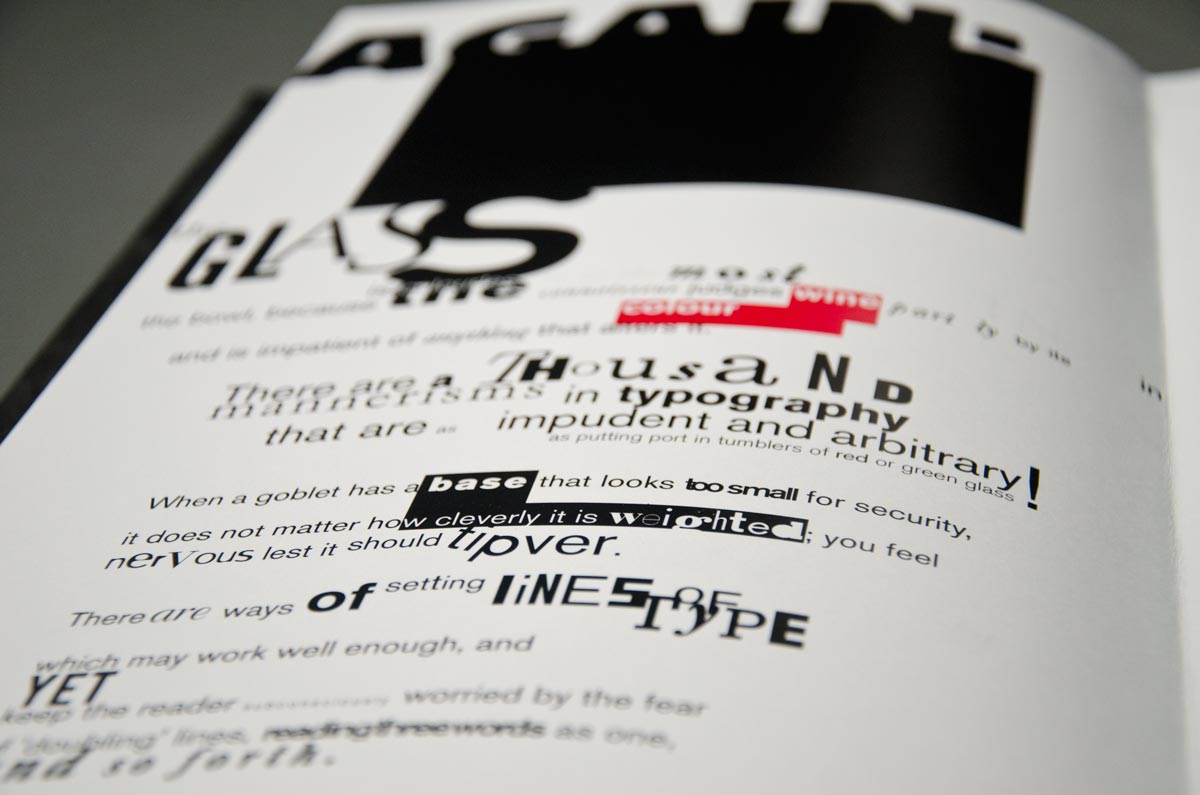 AGAIN:
GLASS
the bowl, because the connoisseur judges most wine
colour part ly by its
and is impatient of anything that alters it.
in
There are a THousaND
mannerisms in typography
that are as impudent and arbitrary!
as putting port in tumblers of red or green glass
When a goblet has a base that looks too small for security,
it does not matter how cleverly it is weighted; you feel
nerVous lest it should tipver.
There are ways of setting liNES OF
TyPE
which may work well enough, and
YET
keep the reader subconsciously worried by the fear
of 'doubling' lines, reading three words as one,
and so forth.